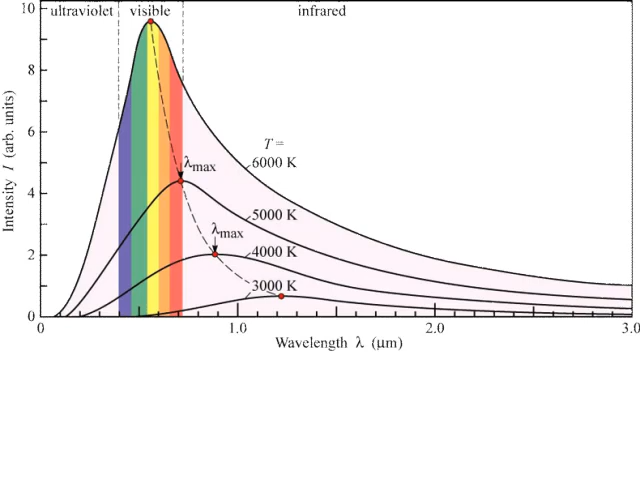 ultraviolet visible infrared
10
8
6
4
2
0
Intensity I (arb. units)
T =
6000 K
5000 K
4000 K
3000 K
λmax
λmax
0 1.0 2.0 3.0
Wavelength λ (μm)